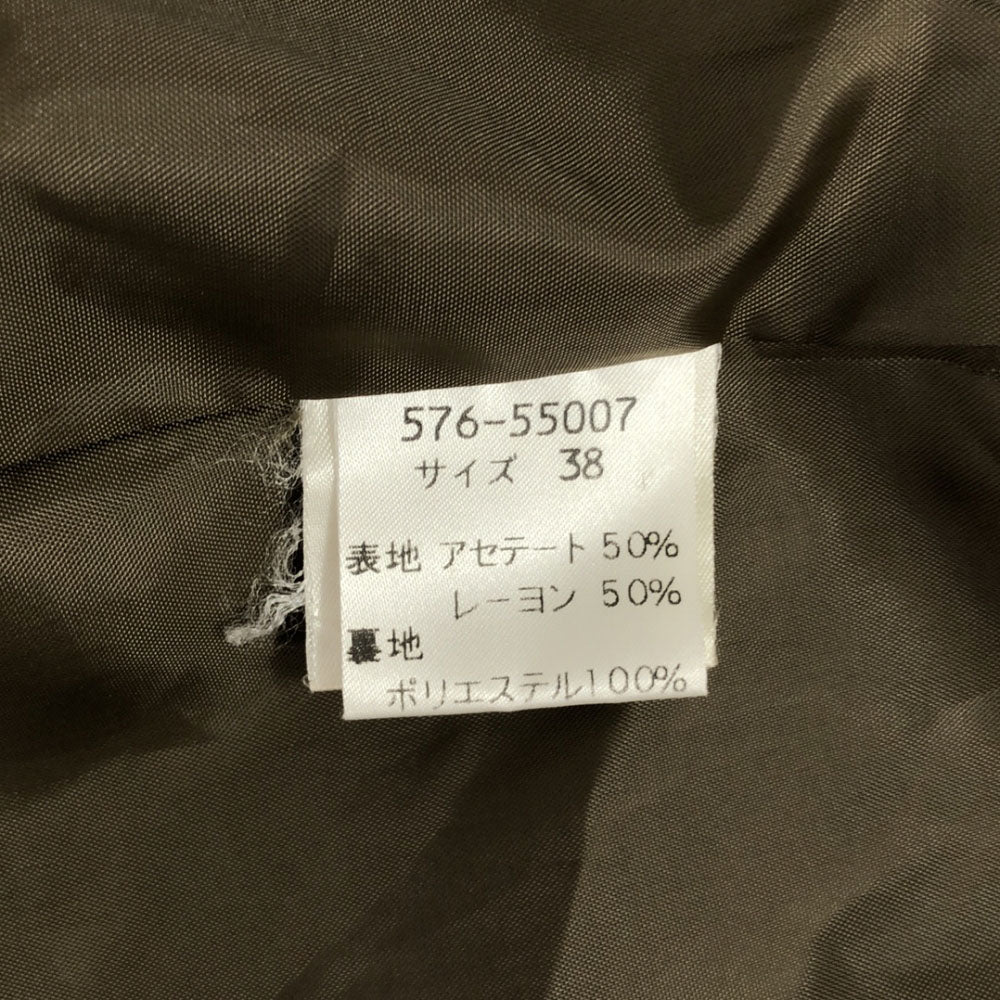 576-55007
サイズ 38
表地 アセテート 50%
レーヨン 50%
裏地
ポリエステル100%